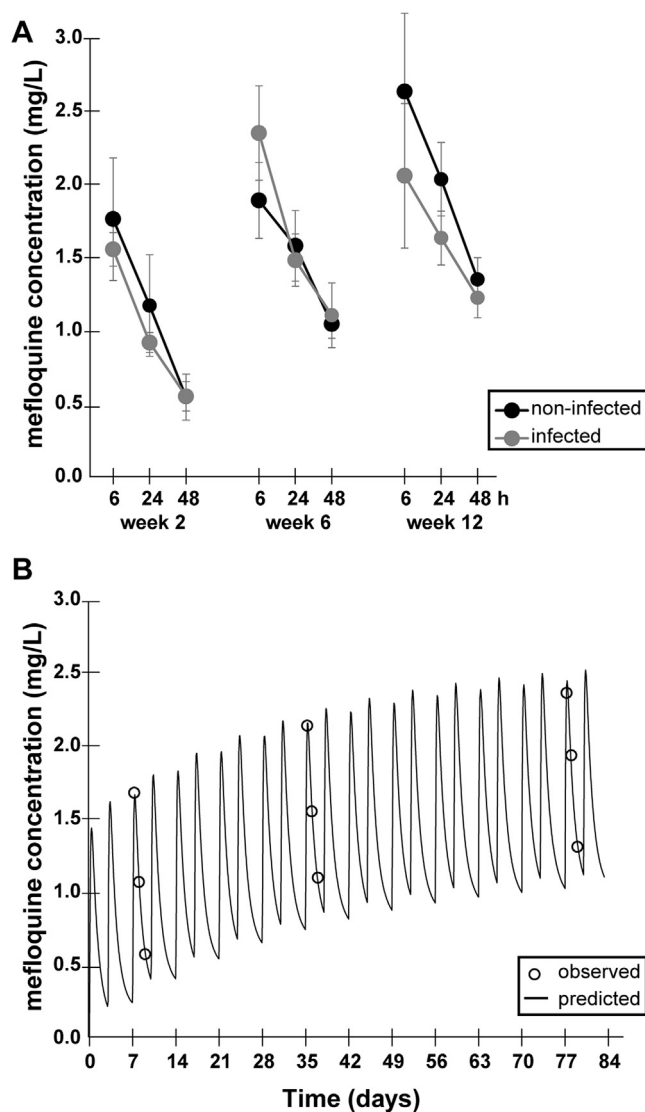 A
mefloquine concentration (mg/L)
3.0
2.5
2.0
1.5
1.0
0.5
0.0
non-infected
infected
6 24 48 6 24 48 6 24 48 h
week 2 week 6 week 12
B
mefloquine concentration (mg/L)
3.0
2.5
2.0
1.5
1.0
0.5
0.0
observed
predicted
0 7 14 21 28 35 42 49 56 63 70 77 84
Time (days)